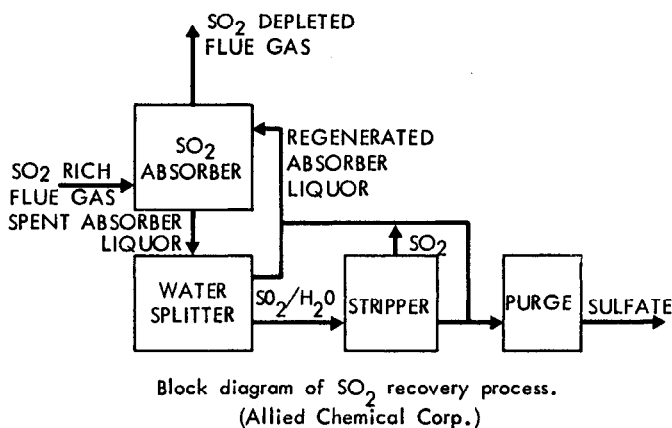 SO2 DEPLETED
FLUE GAS
SO2
ABSORBER
REGENERATED
ABSORBER
LIQUOR
SO2 RICH
FLUE GAS
SPENT ABSORBER
LIQUOR
WATER
SPLITTER
SO2/H2O
SO2
STRIPPER
PURGE
SULFATE
Block diagram of SO2 recovery process.
(Allied Chemical Corp.)